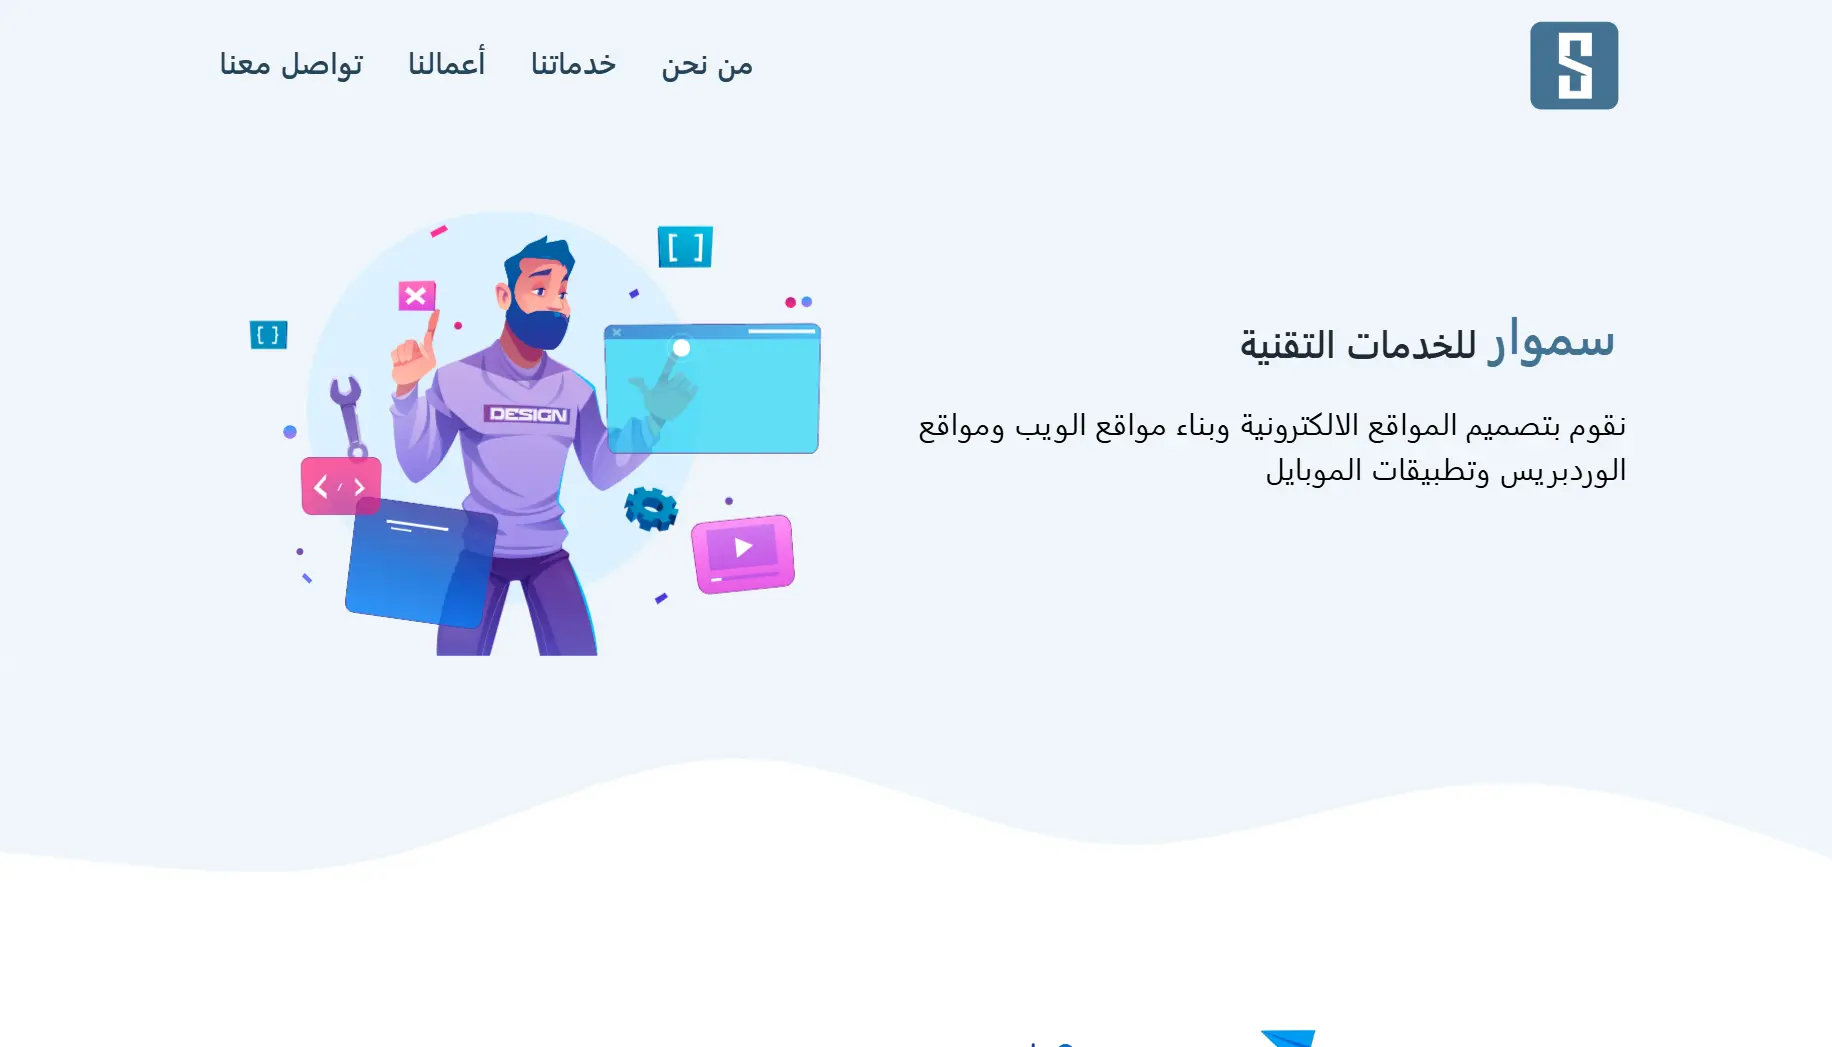 S
من نحن
خدماتنا
أعمالنا
تواصل معنا
سموار للخدمات التقنية
نقوم بتصميم المواقع الالكترونية وبناء مواقع الويب ومواقع
الوردبريس وتطبيقات الموبايل
[ ]
{ }
DESIGN
< / >